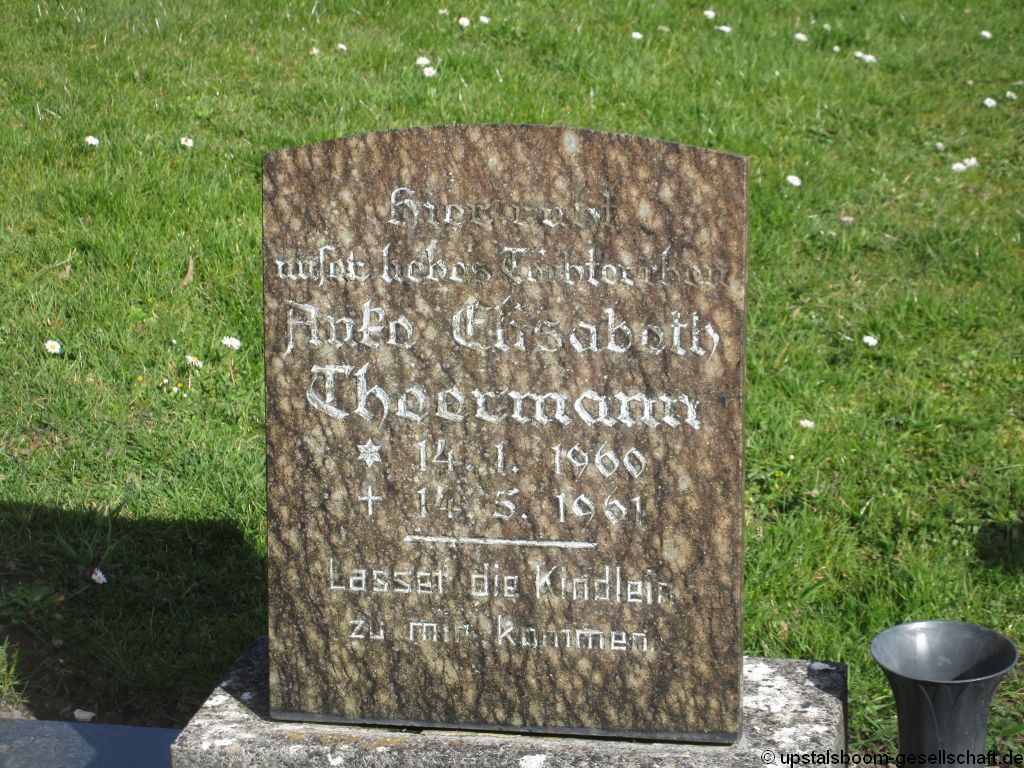 Hier ruht
unser liebes Töchterchen
Anke Elisabeth
Theermann
* 14. 1. 1960
† 14. 5. 1961
Lasset die Kindlein
zu mir kommen.
© upstalsboom-gesellschaft.de